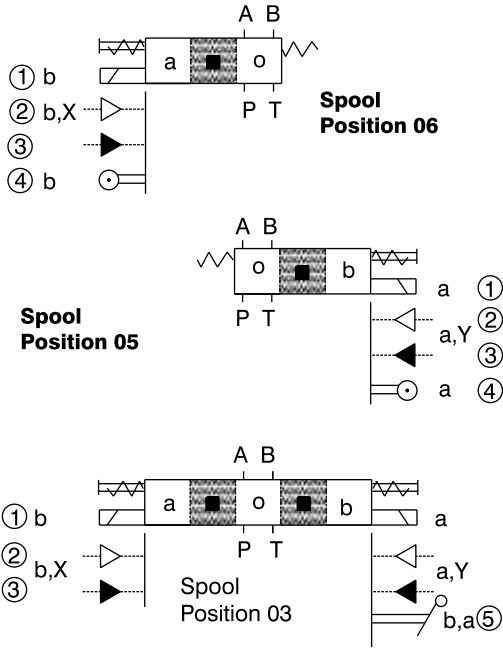 A B
a o
① b
② b,X
P T
③
④ b
Spool
Position 06
A B
o b
a ①
P T
②
a,Y
③
a ④
Spool
Position 05
A B
a o b
① b
a
P T
②
b,X
③
a,Y
b,a ⑤
Spool
Position 03